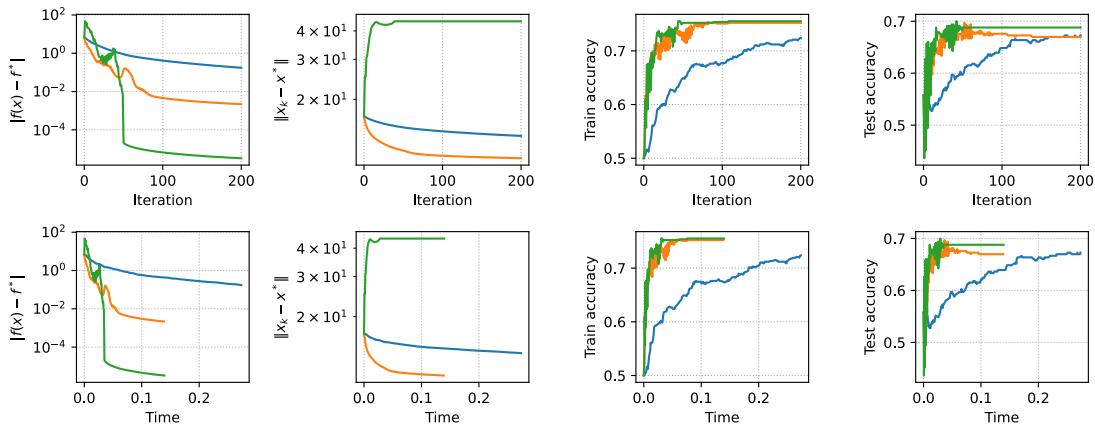 |f(x) − f*|
10²
10⁰
10⁻²
10⁻⁴
0 100 200
Iteration
‖xₖ − x*‖
4 × 10¹
3 × 10¹
2 × 10¹
0 100 200
Iteration
Train accuracy
0.7
0.6
0.5
0 100 200
Iteration
Test accuracy
0.7
0.6
0.5
0 50 100 150 200
Iteration
|f(x) − f*|
10²
10⁰
10⁻²
10⁻⁴
0.0 0.1 0.2
Time
‖xₖ − x*‖
4 × 10¹
3 × 10¹
2 × 10¹
0.0 0.1 0.2
Time
Train accuracy
0.7
0.6
0.5
0.0 0.1 0.2
Time
Test accuracy
0.7
0.6
0.5
0.0 0.1 0.2
Time